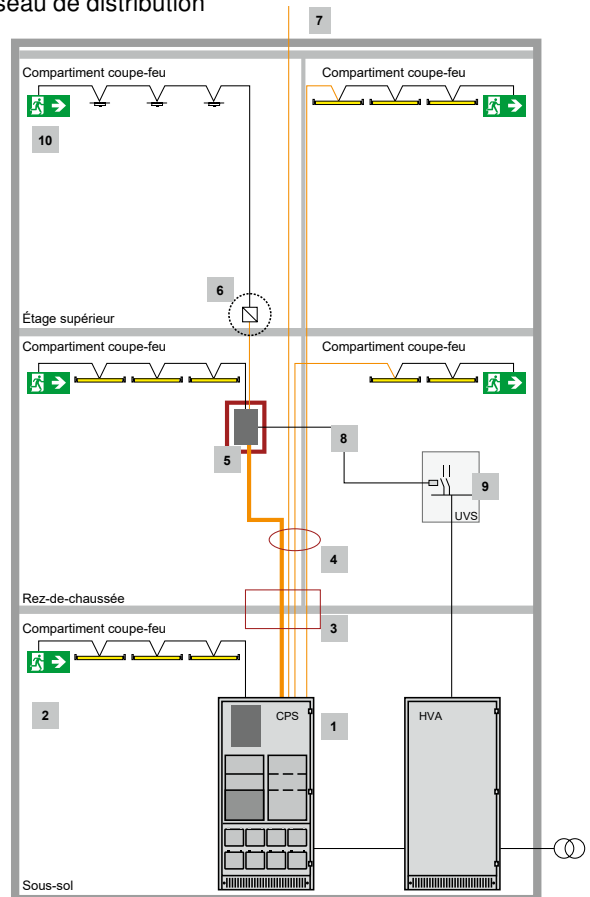 seau de distribution
7
Compartiment coupe-feu
Compartiment coupe-feu
10
6
Étage supérieur
Compartiment coupe-feu
Compartiment coupe-feu
5
8
9
UVS
4
Rez-de-chaussée
3
Compartiment coupe-feu
2
CPS
1
HVA
Sous-sol